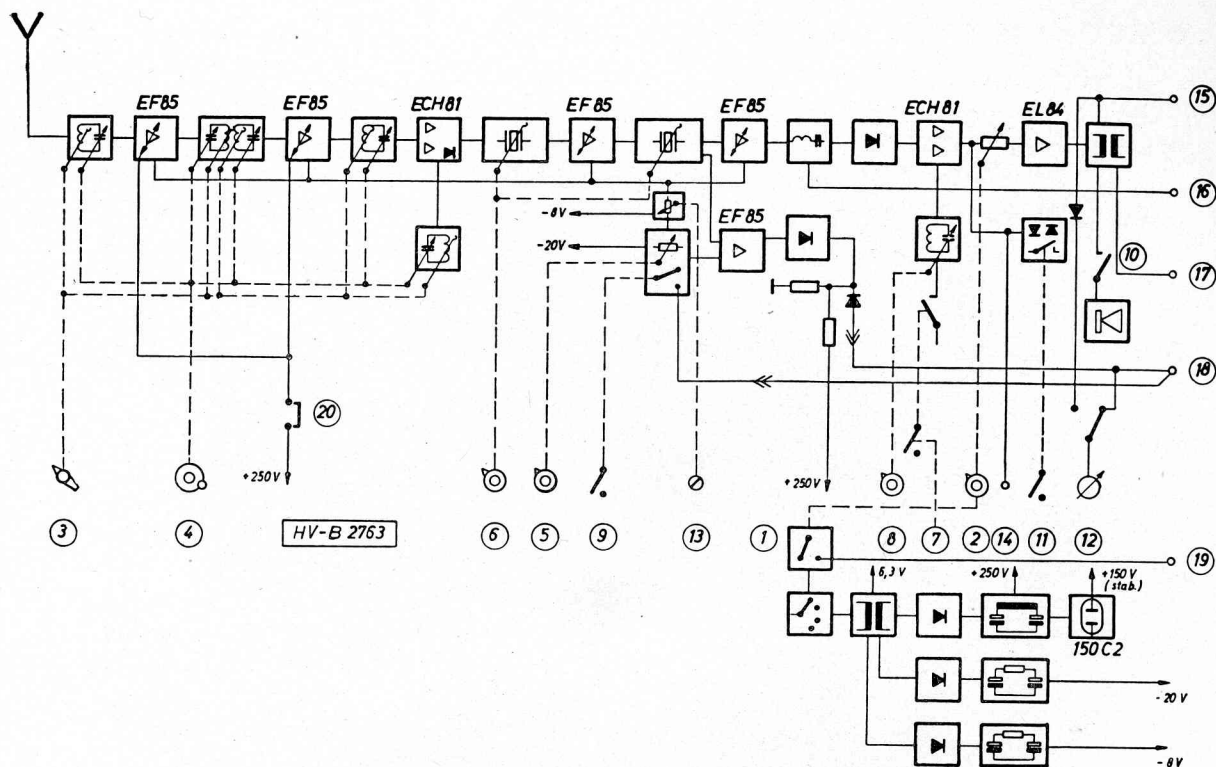 EF85
EF85
ECH81
EF85
EF85
ECH81
EL84
15
16
-8V
EF85
-20V
10
17
18
20
+250V
+250V
3
4
HV-B 2763
6
5
9
13
1
8
7
2
14
11
12
19
6,3 V
+250V
+150V
(stab.)
150C2
-20 V
-8V